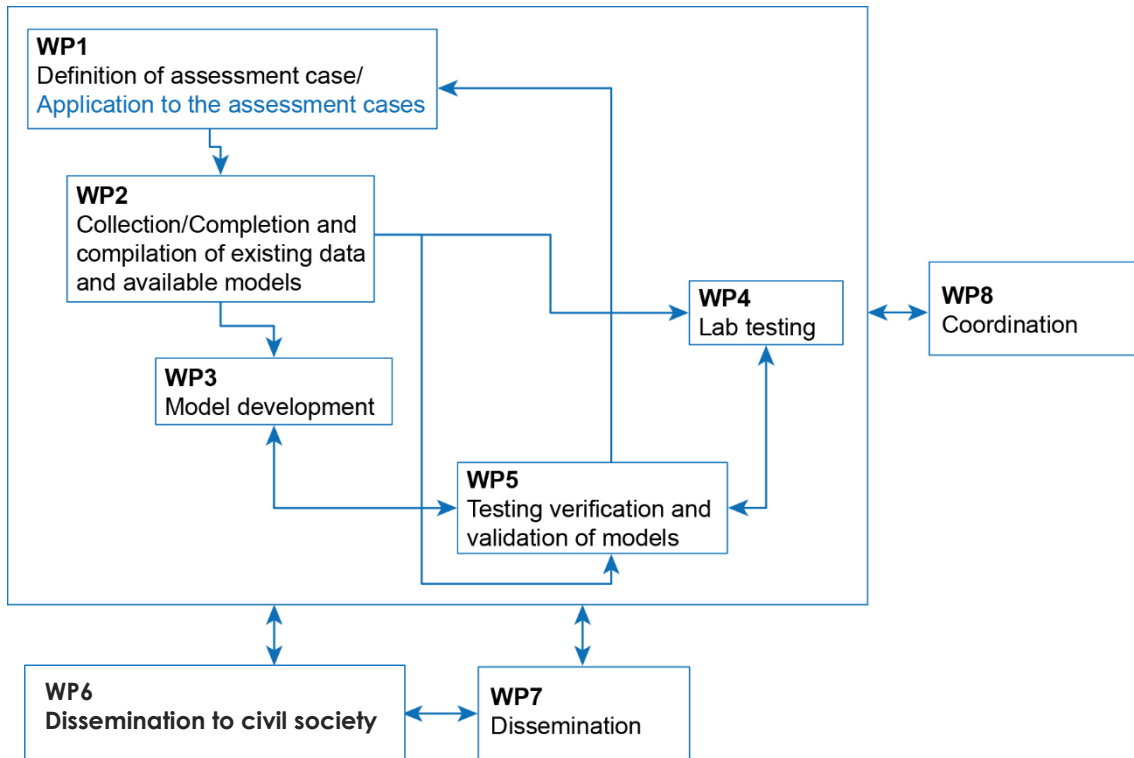 WP1
Definition of assessment case/
Application to the assessment cases
WP2
Collection/Completion and
compilation of existing data
and available models
WP4
Lab testing
WP8
Coordination
WP3
Model development
WP5
Testing verification and
validation of models
WP6
Dissemination to civil society
WP7
Dissemination